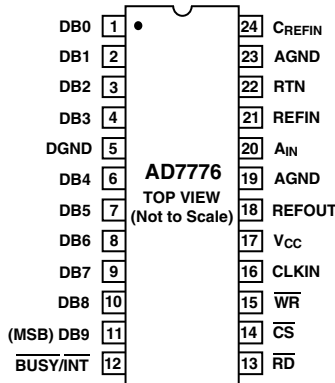 DB0 1
DB1 2
DB2 3
DB3 4
DGND 5
DB4 6
DB5 7
DB6 8
DB7 9
DB8 10
(MSB) DB9 11
BUSY/INT 12
AD7776
TOP VIEW
(Not to Scale)
24 CREFIN
23 AGND
22 RTN
21 REFIN
20 AIN
19 AGND
18 REFOUT
17 VCC
16 CLKIN
15 WR
14 CS
13 RD